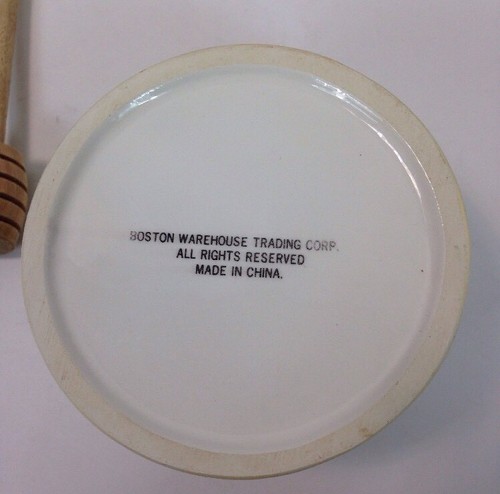 BOSTON WAREHOUSE TRADING CORP.
ALL RIGHTS RESERVED
MADE IN CHINA.